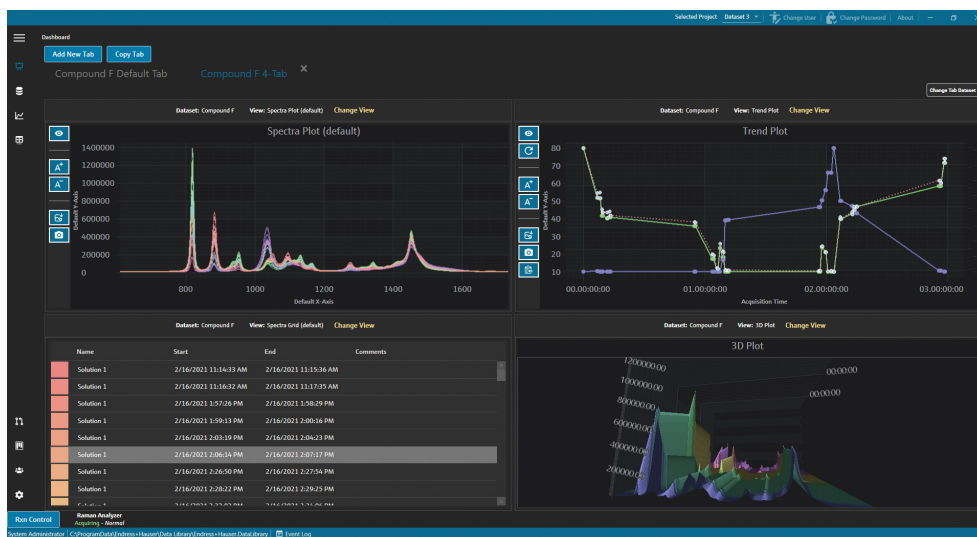 Selected Project Dataset 3 Change User Change Password About
Dashboard
Add New Tab Copy Tab
Compound F Default Tab Compound F 4-Tab
Change Tab Dataset
Dataset: Compound F View: Spectra Plot (default) Change View
Spectra Plot (default)
A+
A-
1400000
1200000
1000000
800000
600000
400000
200000
0
Default Y-Axis
800 1000 1200 1400 1600
Default X-Axis
Dataset: Compound F View: Trend Plot Change View
Trend Plot
A+
A-
80
70
60
50
40
30
20
10
Default Y-Axis
00.00:00:00 01.00:00:00 02.00:00:00 03.00:00:00
Acquisition Time
Dataset: Compound F View: Spectra Grid (default) Change View
Name Start End Comments
Solution 1 2/16/2021 11:14:33 AM 2/16/2021 11:15:36 AM
Solution 1 2/16/2021 11:16:32 AM 2/16/2021 11:17:35 AM
Solution 1 2/16/2021 1:57:26 PM 2/16/2021 1:58:29 PM
Solution 1 2/16/2021 1:59:13 PM 2/16/2021 2:00:16 PM
Solution 1 2/16/2021 2:03:19 PM 2/16/2021 2:04:23 PM
Solution 1 2/16/2021 2:06:14 PM 2/16/2021 2:07:17 PM
Solution 1 2/16/2021 2:26:50 PM 2/16/2021 2:27:54 PM
Solution 1 2/16/2021 2:28:22 PM 2/16/2021 2:29:25 PM
Dataset: Compound F View: 3D Plot Change View
3D Plot
1200000.00
1000000.00
800000.00
600000.00
400000.00
200000.00
00:00:00
00:00:00
Rxn Control Raman Analyzer
Acquiring - Normal
System Administrator C:\ProgramData\Endress+Hauser\Data Library\Endress+Hauser.DataLibrary Event Log